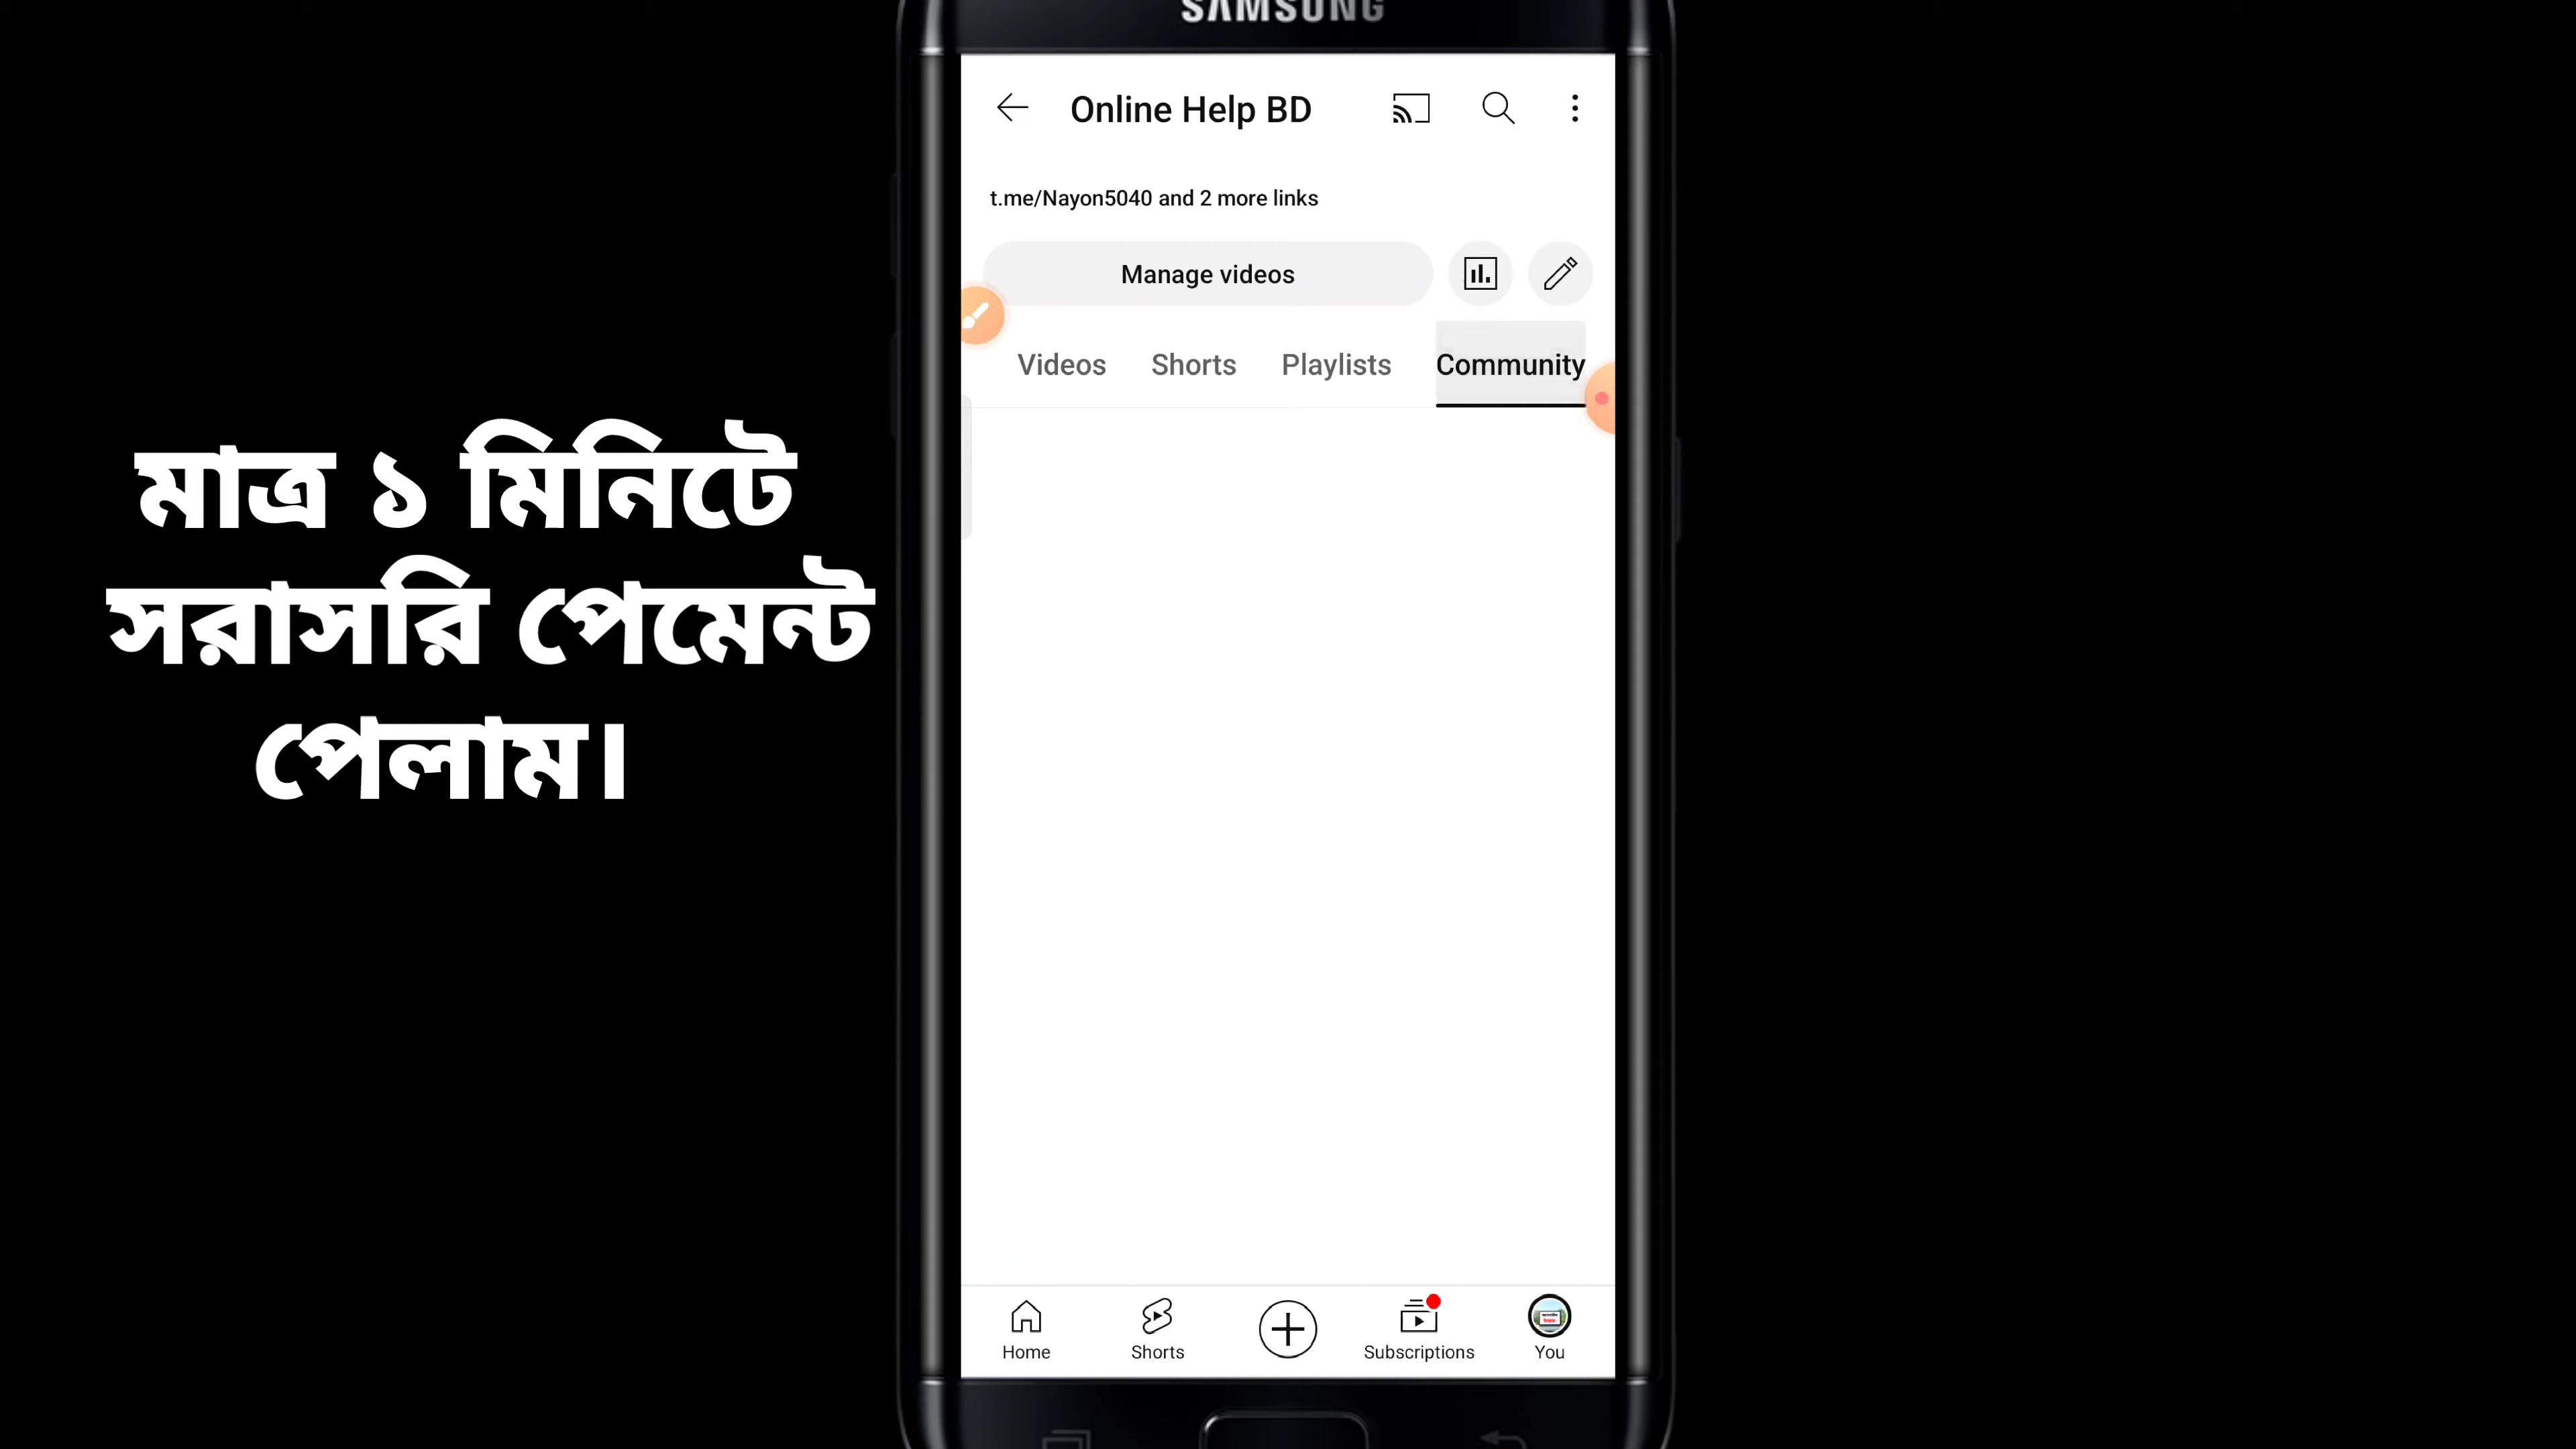 SAMSUNG
Online Help BD
t.me/Nayon5040 and 2 more links
Manage videos
Videos Shorts Playlists Community
মাত্র ১ মিনিটে
সরাসরি পেমেন্ট
পেলাম।
Home Shorts Subscriptions You